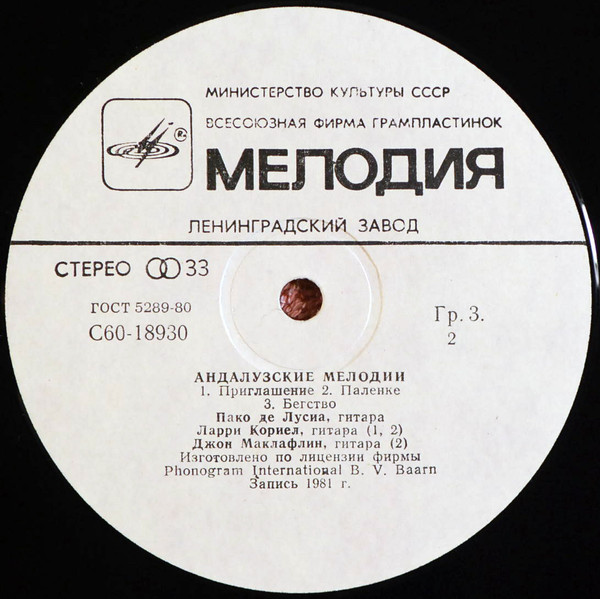 МИНИСТЕРСТВО КУЛЬТУРЫ СССР
ВСЕСОЮЗНАЯ ФИРМА ГРАМПЛАСТИНОК
R
МЕЛОДИЯ
ЛЕНИНГРАДСКИЙ ЗАВОД
СТЕРЕО 33
ГОСТ 5289-80
С60-18930
Гр. 3.
2
АНДАЛУЗСКИЕ МЕЛОДИИ
1. Приглашение 2. Паленке
3. Бегство
Пако де Лусиа, гитара
Ларри Кориел, гитара (1, 2)
Джон Маклафлин, гитара (2)
Изготовлено по лицензии фирмы
Phonogram International B. V. Baarn
Запись 1981 г.